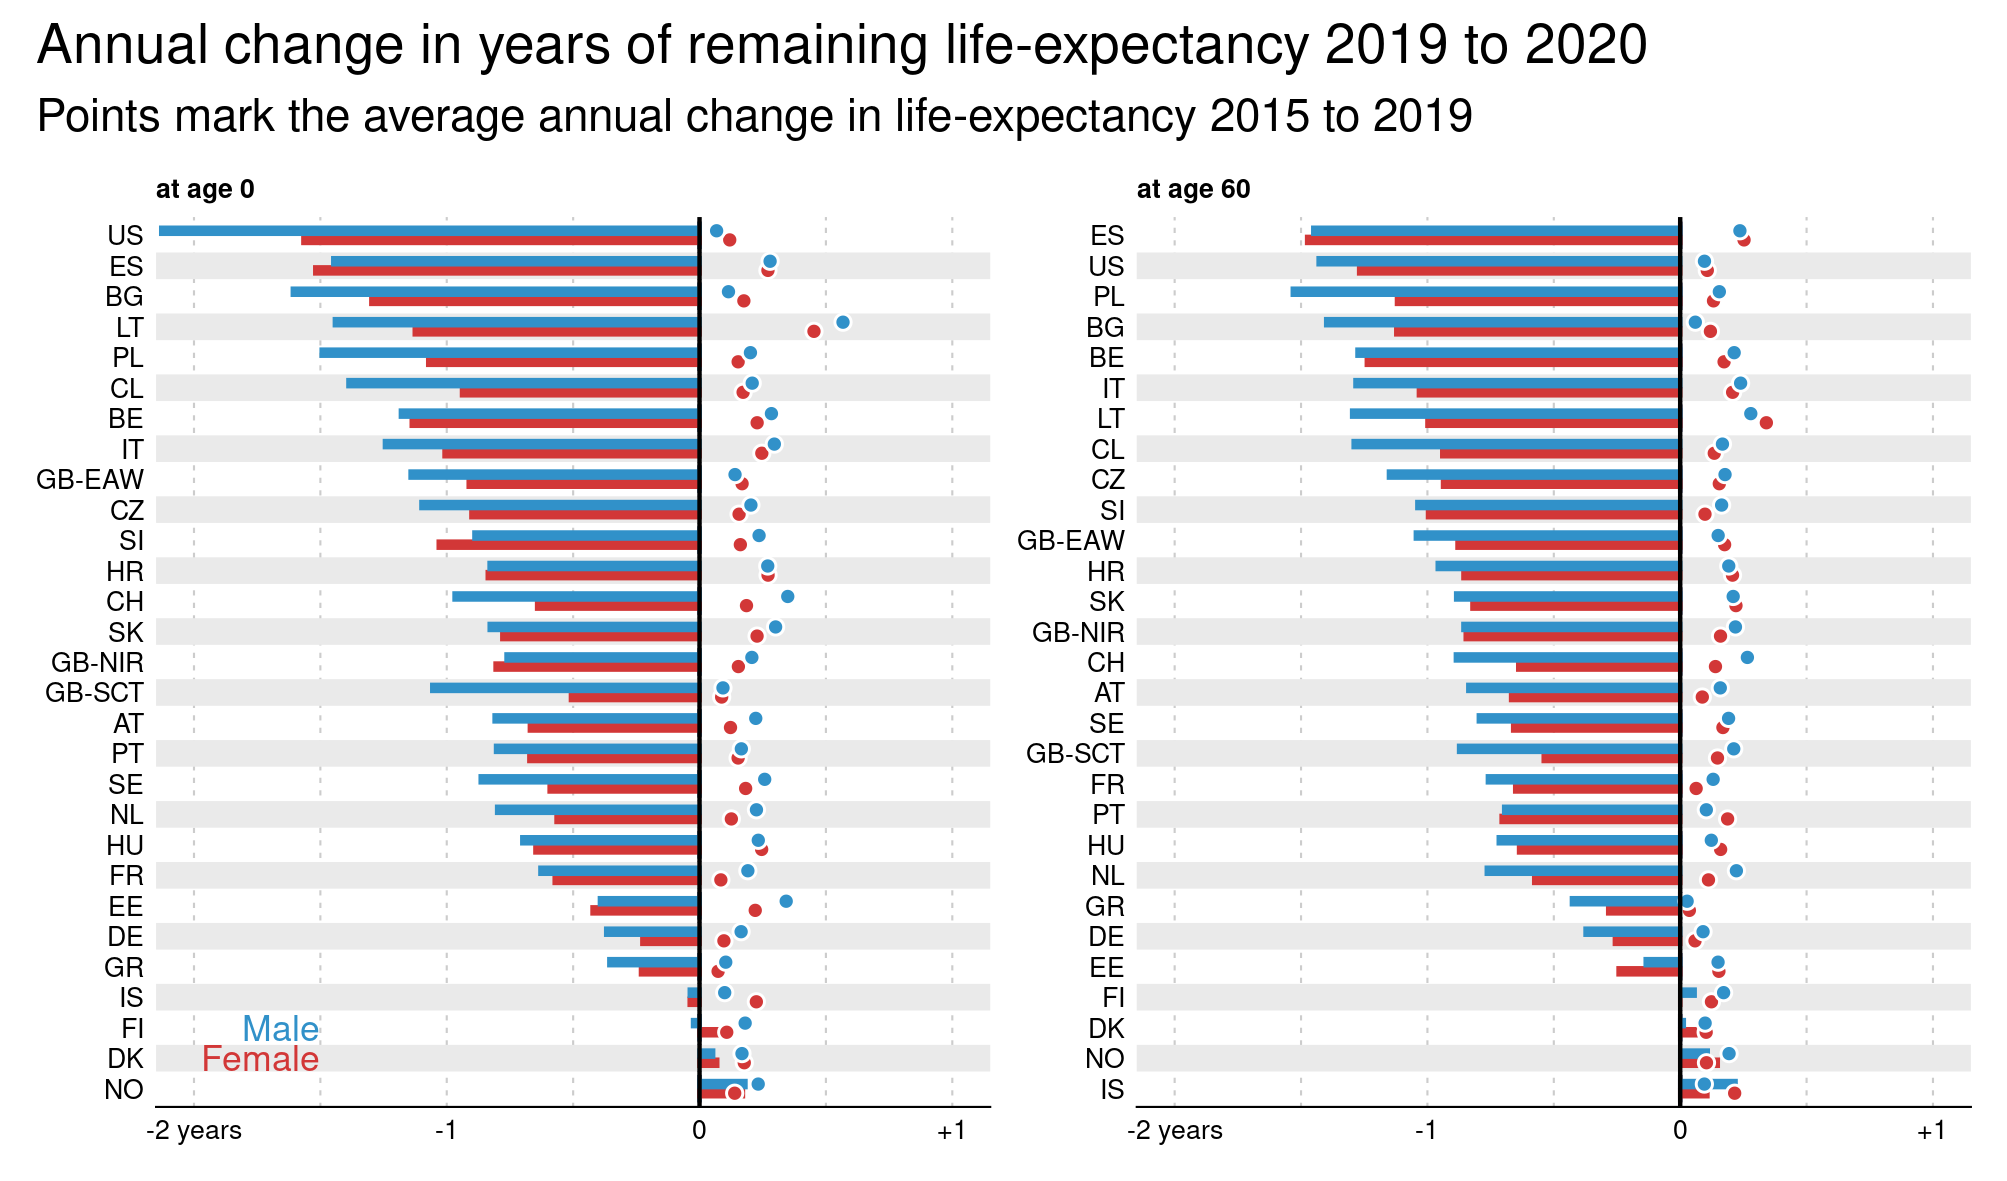 Annual change in years of remaining life-expectancy 2019 to 2020
Points mark the average annual change in life-expectancy 2015 to 2019
at age 0
US
ES
BG
LT
PL
CL
BE
IT
GB-EAW
CZ
SI
HR
CH
SK
GB-NIR
GB-SCT
AT
PT
SE
NL
HU
FR
EE
DE
GR
IS
FI
DK
NO
Male
Female
-2 years
-1
0
+1
at age 60
ES
US
PL
BG
BE
IT
LT
CL
CZ
SI
GB-EAW
HR
SK
GB-NIR
CH
AT
SE
GB-SCT
FR
PT
HU
NL
GR
DE
EE
FI
DK
NO
IS
-2 years
-1
0
+1